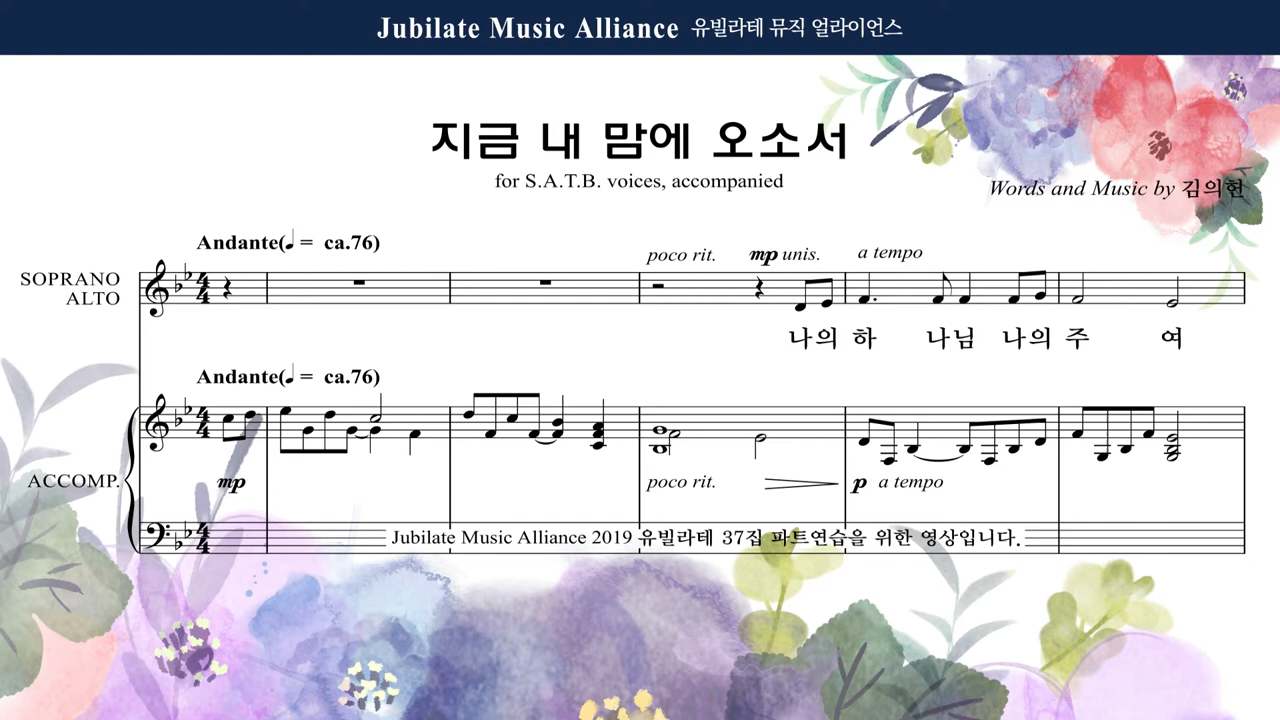 Jubilate Music Alliance 유빌라테 뮤직 얼라이언스
지금 내 맘에 오소서
for S.A.T.B. voices, accompanied
Words and Music by 김의현
Andante(♩= ca.76)
poco rit. mp unis. a tempo
SOPRANO
ALTO
나의 하 나님 나의 주 여
Andante(♩= ca.76)
ACCOMP.
mp poco rit. p a tempo
Jubilate Music Alliance 2019 유빌라테 37집 파트연습을 위한 영상입니다.